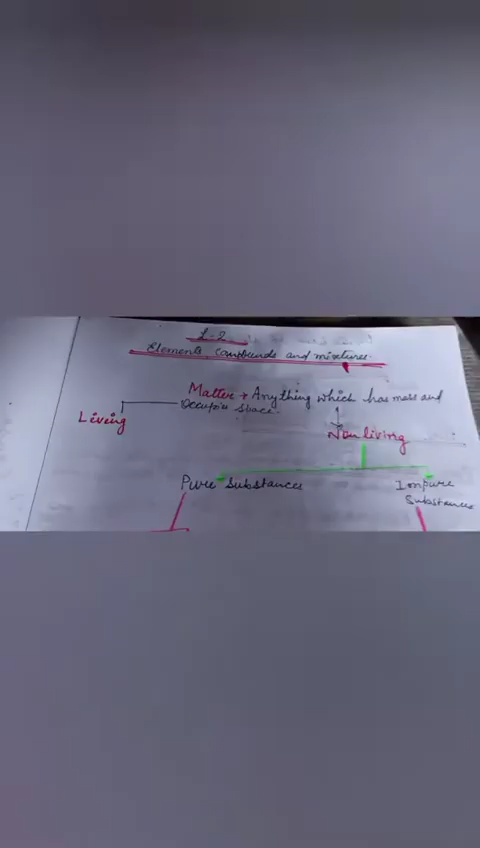 L-2
Elements, compounds and mixtures.
Matter → Anything which has mass and
occupies space.
Living
Non living
Pure Substances
Impure
Substances